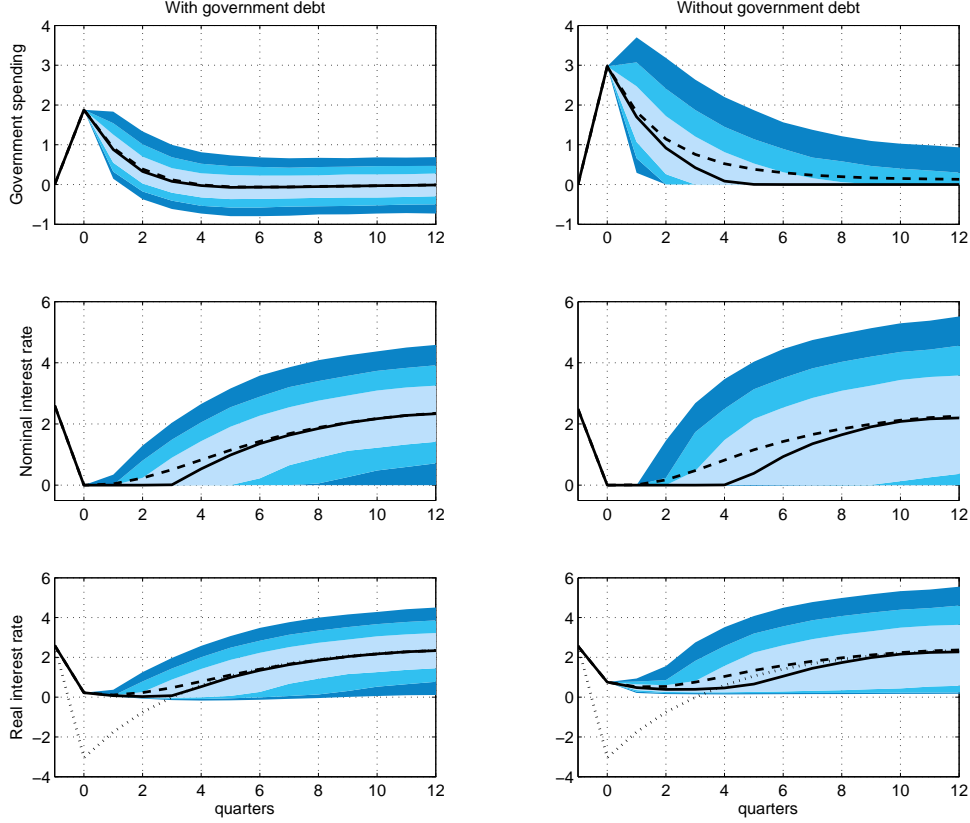 With government debt
Without government debt
Government spending
4
3
2
1
0
−1
0 2 4 6 8 10 12
4
3
2
1
0
−1
0 2 4 6 8 10 12
Nominal interest rate
6
4
2
0
0 2 4 6 8 10 12
6
4
2
0
0 2 4 6 8 10 12
Real interest rate
6
4
2
0
−2
−4
0 2 4 6 8 10 12
quarters
6
4
2
0
−2
−4
0 2 4 6 8 10 12
quarters